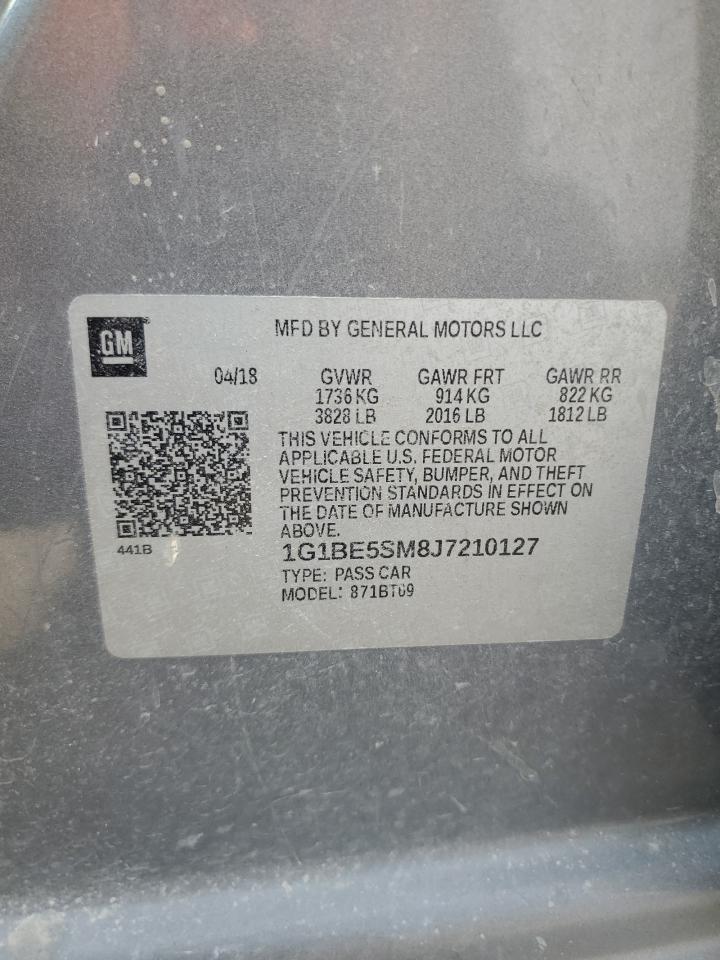 GM
MFD BY GENERAL MOTORS LLC
04/18 GVWR GAWR FRT GAWR RR
1736 KG 914 KG 822 KG
3828 LB 2016 LB 1812 LB
THIS VEHICLE CONFORMS TO ALL
APPLICABLE U.S. FEDERAL MOTOR
VEHICLE SAFETY, BUMPER, AND THEFT
PREVENTION STANDARDS IN EFFECT ON
THE DATE OF MANUFACTURE SHOWN
ABOVE.
441B
1G1BE5SM8J7210127
TYPE: PASS CAR
MODEL: 871BT69